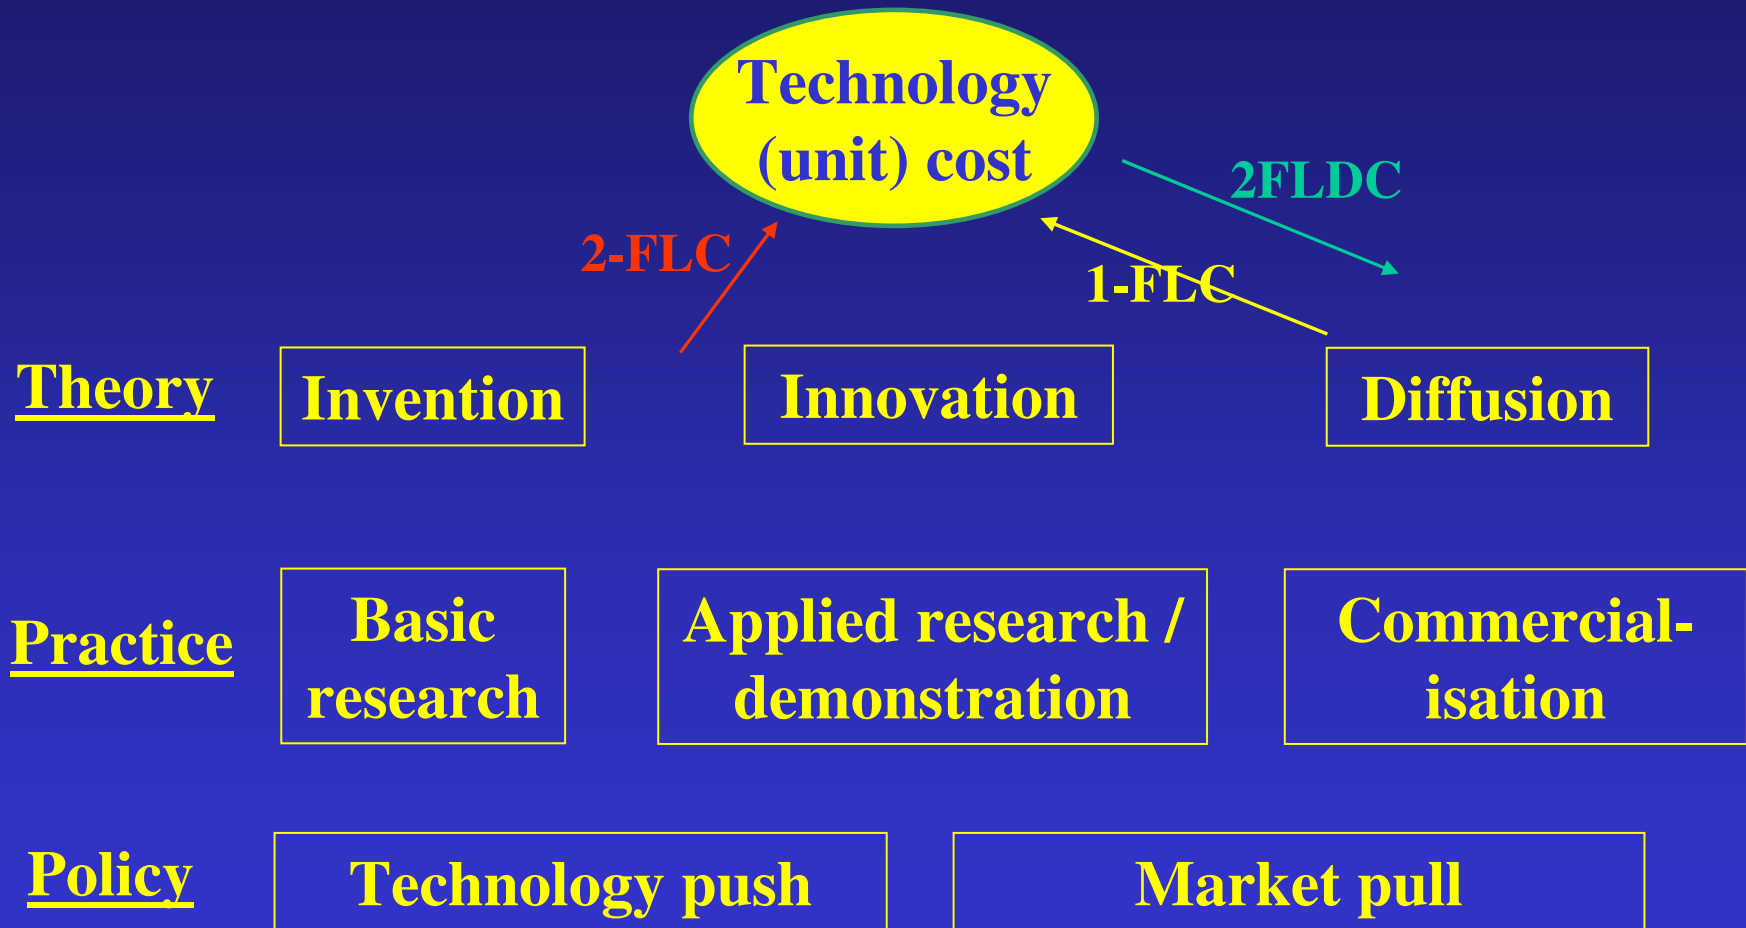 Technology
(unit) cost
2FLDC
2-FLC
1-FLC
Theory
Invention
Innovation
Diffusion
Practice
Basic
research
Applied research /
demonstration
Commercial-
isation
Policy
Technology push
Market pull